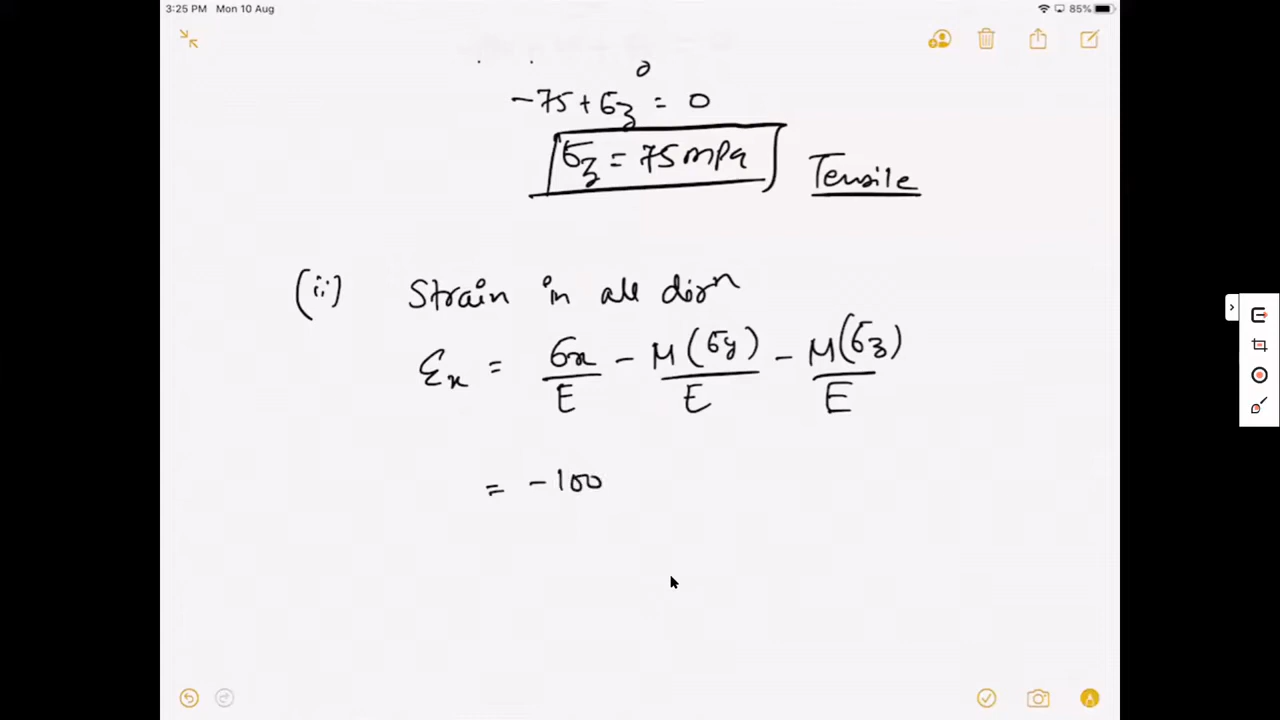 3:25 PM Mon 10 Aug 85%
-75 + σz = 0
σz = 75 mpa Tensile
(ii) Strain in all dirn
εx = σx/E - μ(σy)/E - μ(σz)/E
= -100